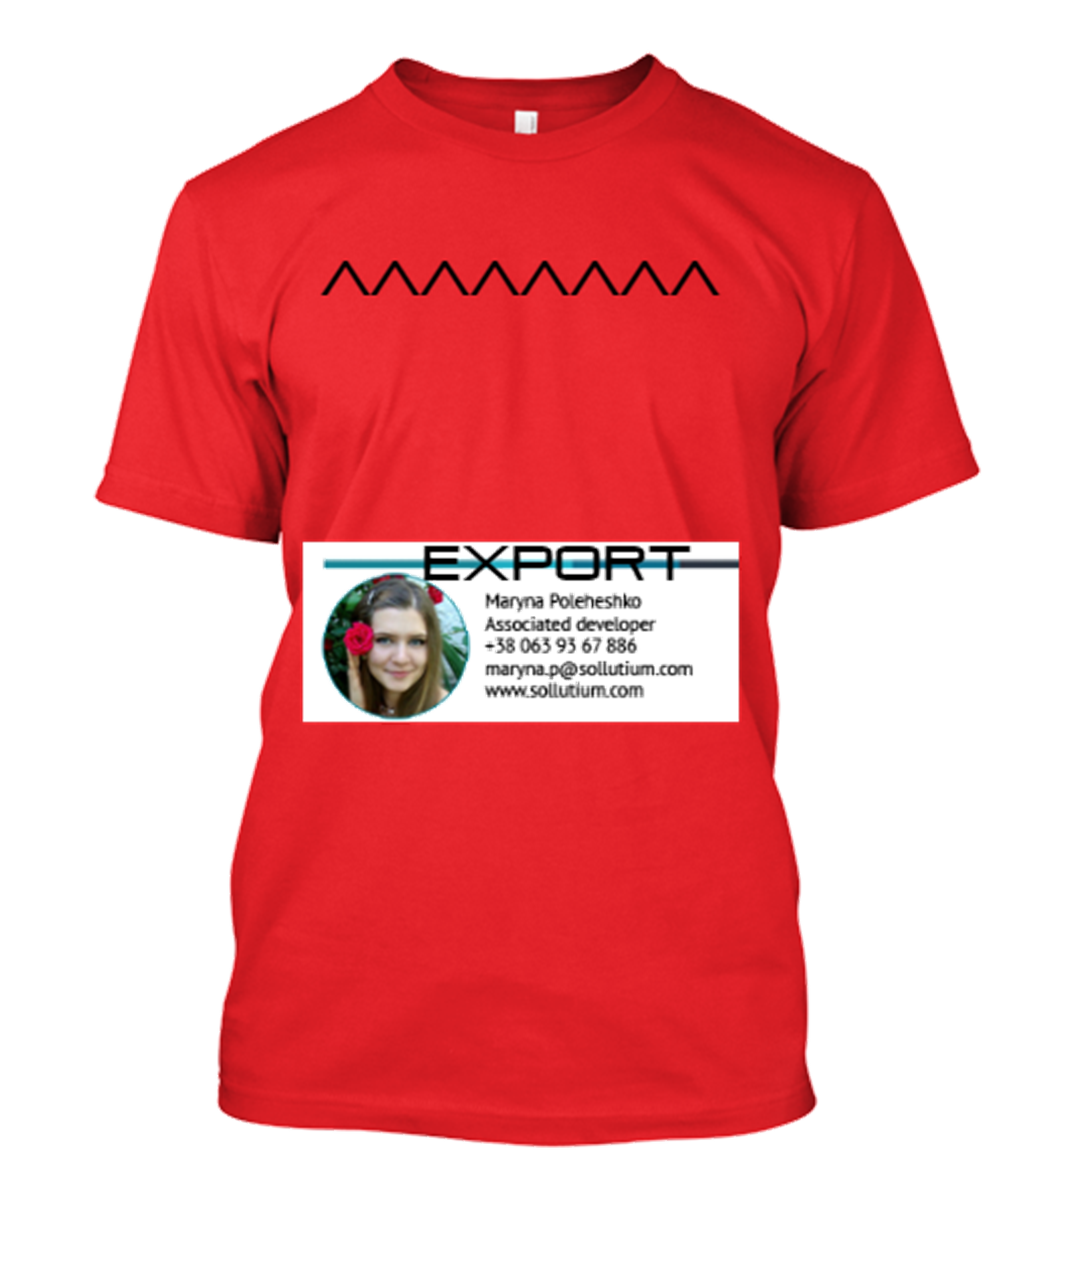 ΛΛΛΛΛΛΛΛ
EXPORT
Maryna Poleheshko
Associated developer
+38 063 93 67 886
maryna.p@sollutium.com
www.sollutium.com